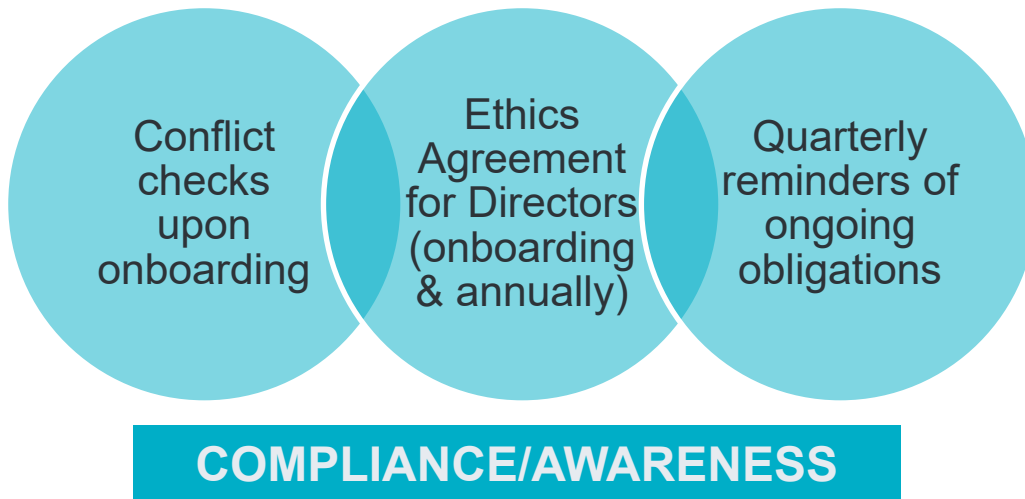 Conflict
checks
upon
onboarding
Ethics
Agreement
for Directors
(onboarding
& annually)
Quarterly
reminders of
ongoing
obligations
COMPLIANCE/AWARENESS